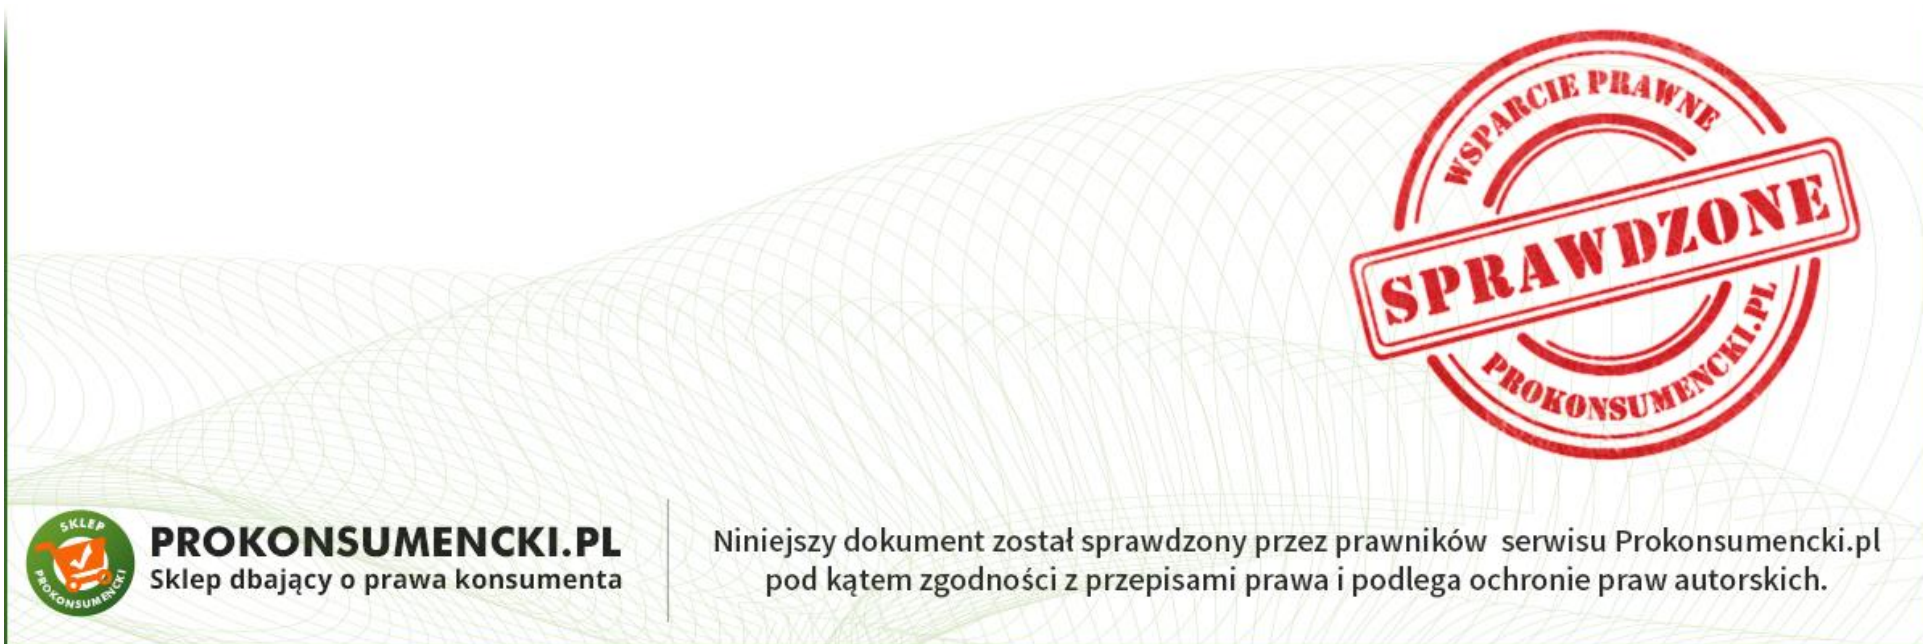 WSPARCIE PRAWNE
SPRAWDZONE
PROKONSUMENCKI.PL
SKLEP
PROKONSUMENCKI
PROKONSUMENCKI.PL
Sklep dbający o prawa konsumenta
Niniejszy dokument został sprawdzony przez prawników serwisu Prokonsumencki.pl
pod kątem zgodności z przepisami prawa i podlega ochronie praw autorskich.